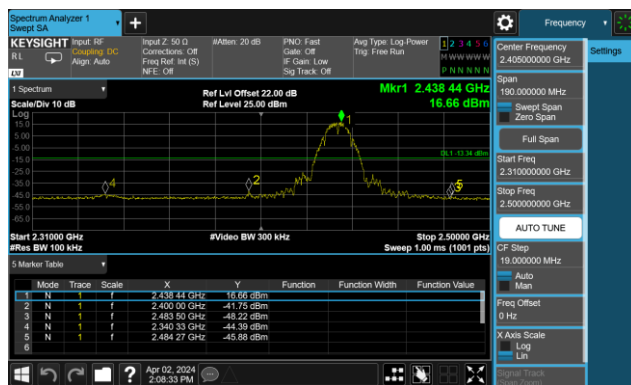 Spectrum Analyzer 1
Swept SA
+
Frequency
KEYSIGHT
RL
LXI
Input: RF
Coupling: DC
Align: Auto
Input Z: 50 Ω
Corrections: Off
Freq Ref: Int (S)
NFE: Off
#Atten: 20 dB
PNO: Fast
Gate: Off
IF Gain: Low
Sig Track: Off
Avg Type: Log-Power
Trig: Free Run
1 2 3 4 5 6
M W W W W W
P N N N N N
1 Spectrum
Scale/Div 10 dB
Ref Lvl Offset 22.00 dB
Ref Level 25.00 dBm
Mkr1 2.438 44 GHz
16.66 dBm
Log
15.0
5.00
-5.00
-15.0
-25.0
-35.0
-45.0
-55.0
-65.0
1
DL1 -13.34 dBm
4
2
5
Start 2.31000 GHz
#Res BW 100 kHz
#Video BW 300 kHz
Stop 2.50000 GHz
Sweep 1.00 ms (1001 pts)
5 Marker Table
Mode Trace Scale X Y Function Function Width Function Value
1 N 1 f 2.438 44 GHz 16.66 dBm
2 N 1 f 2.400 00 GHz -41.75 dBm
3 N 1 f 2.483 50 GHz -48.22 dBm
4 N 1 f 2.340 33 GHz -44.39 dBm
5 N 1 f 2.484 27 GHz -45.88 dBm
6
?
Apr 02, 2024
2:08:33 PM
Center Frequency
2.405000000 GHz
Span
190.000000 MHz
Swept Span
Zero Span
Full Span
Start Freq
2.310000000 GHz
Stop Freq
2.500000000 GHz
AUTO TUNE
CF Step
19.000000 MHz
Auto
Man
Freq Offset
0 Hz
X Axis Scale
Log
Lin
Signal Track
(Span Zoom)
Settings